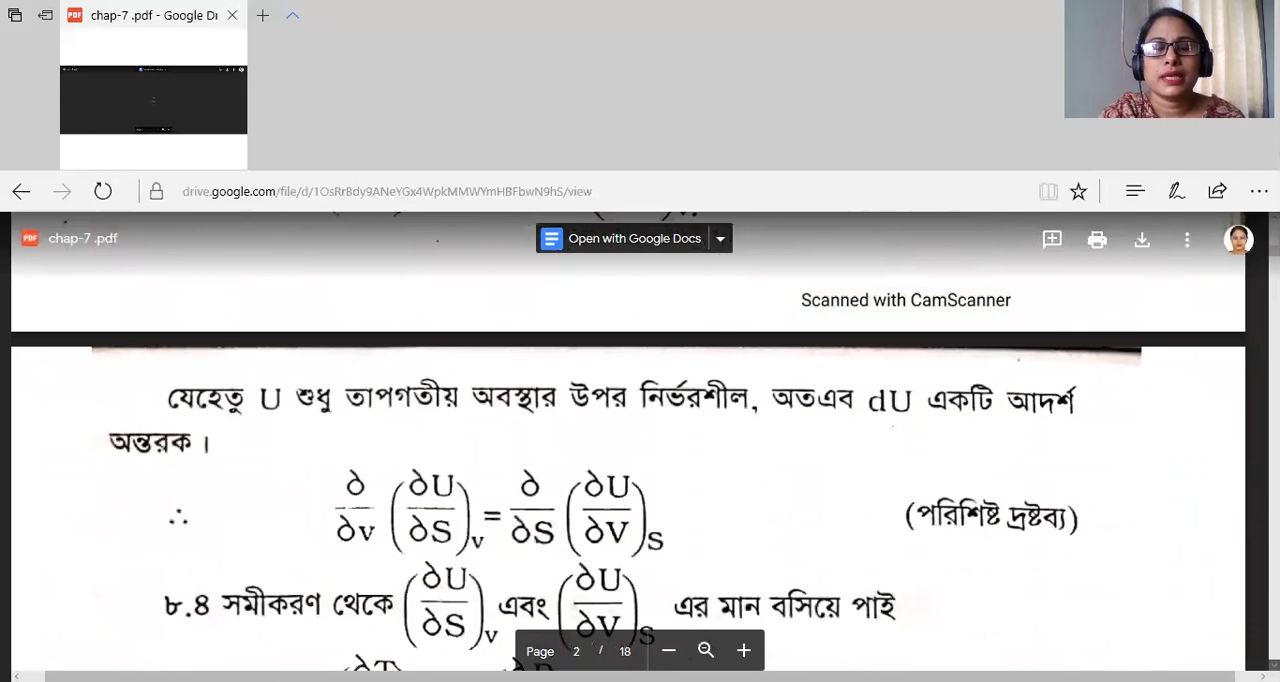 chap-7 .pdf - Google Dr
drive.google.com/file/d/1OsRrBdy9ANeYGx4WpkMMWYmHBFbwN9hS/view
chap-7 .pdf
Open with Google Docs
Scanned with CamScanner
যেহেতু U শুধু তাপগতীয় অবস্থার উপর নির্ভরশীল, অতএব dU একটি আদর্শ
অন্তরক ।
∴ ∂/∂v (∂U/∂S)v = ∂/∂S (∂U/∂V)S (পরিশিষ্ট দ্রষ্টব্য)
৮.৪ সমীকরণ থেকে (∂U/∂S)v এবং (∂U/∂V)S এর মান বসিয়ে পাই
Page 2 / 18